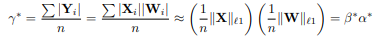 γ* = ∑|Y_i| / n = ∑|X_i||W_i| / n ≈ (1/n ‖X‖_ℓ1) (1/n ‖W‖_ℓ1) = β*α*